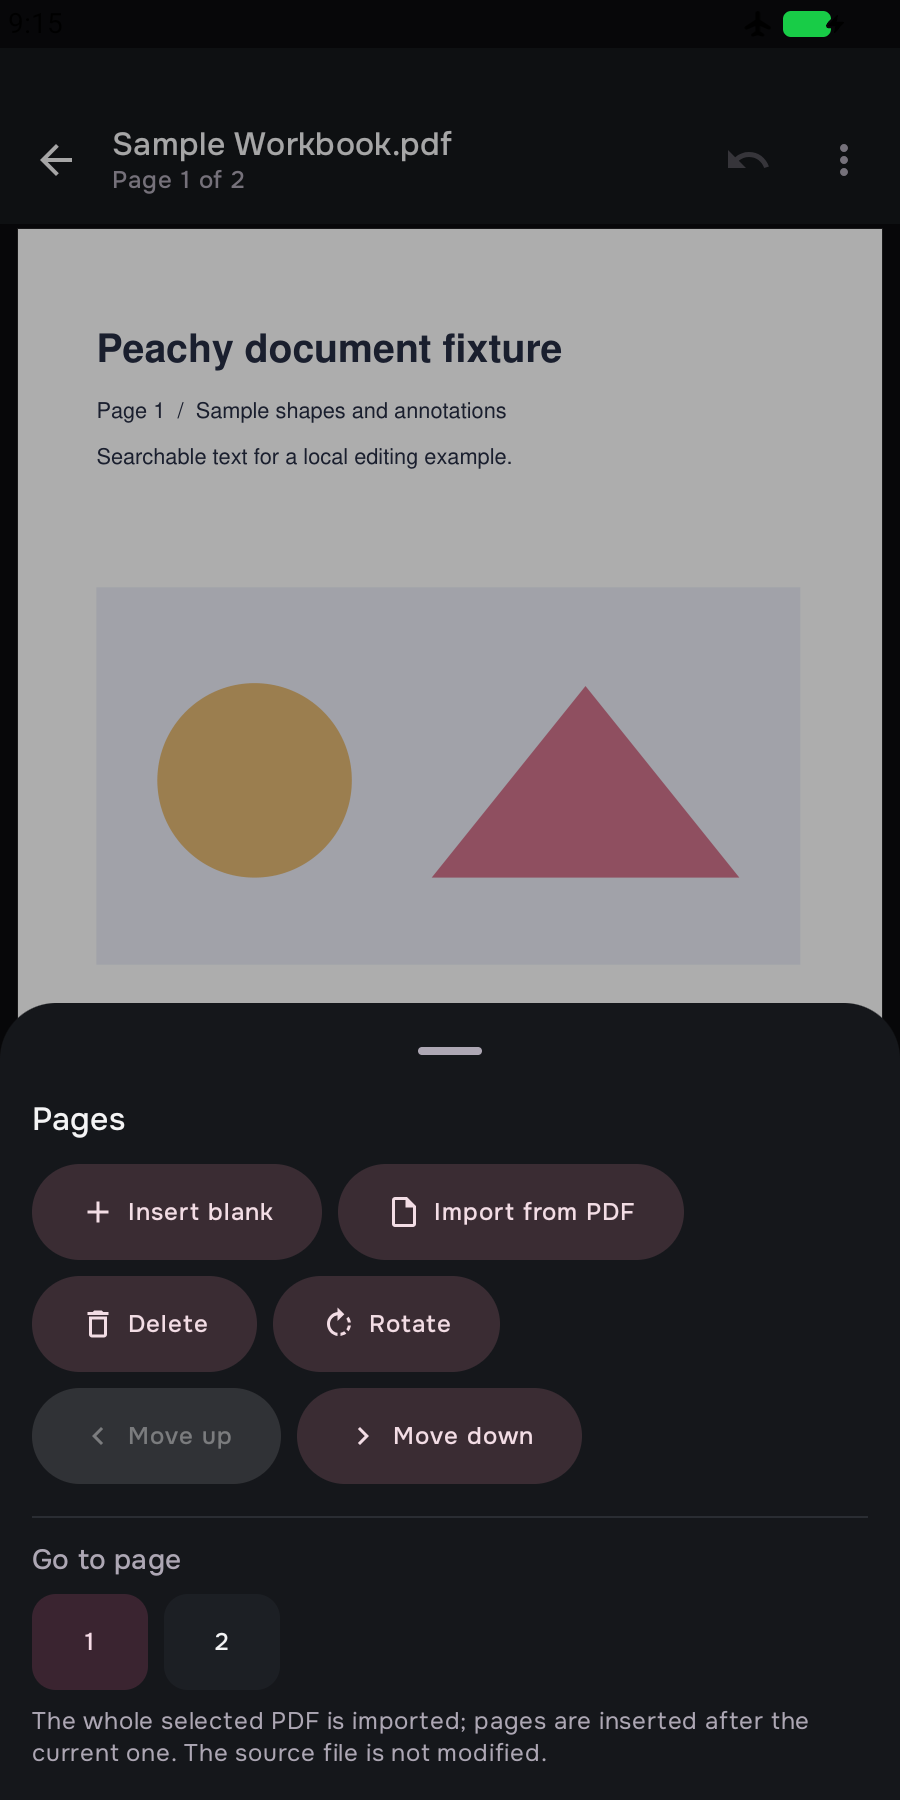 9:15
Sample Workbook.pdf
Page 1 of 2
Peachy document fixture
Page 1 / Sample shapes and annotations
Searchable text for a local editing example.
Pages
Insert blank
Import from PDF
Delete
Rotate
Move up
Move down
Go to page
1
2
The whole selected PDF is imported; pages are inserted after the
current one. The source file is not modified.